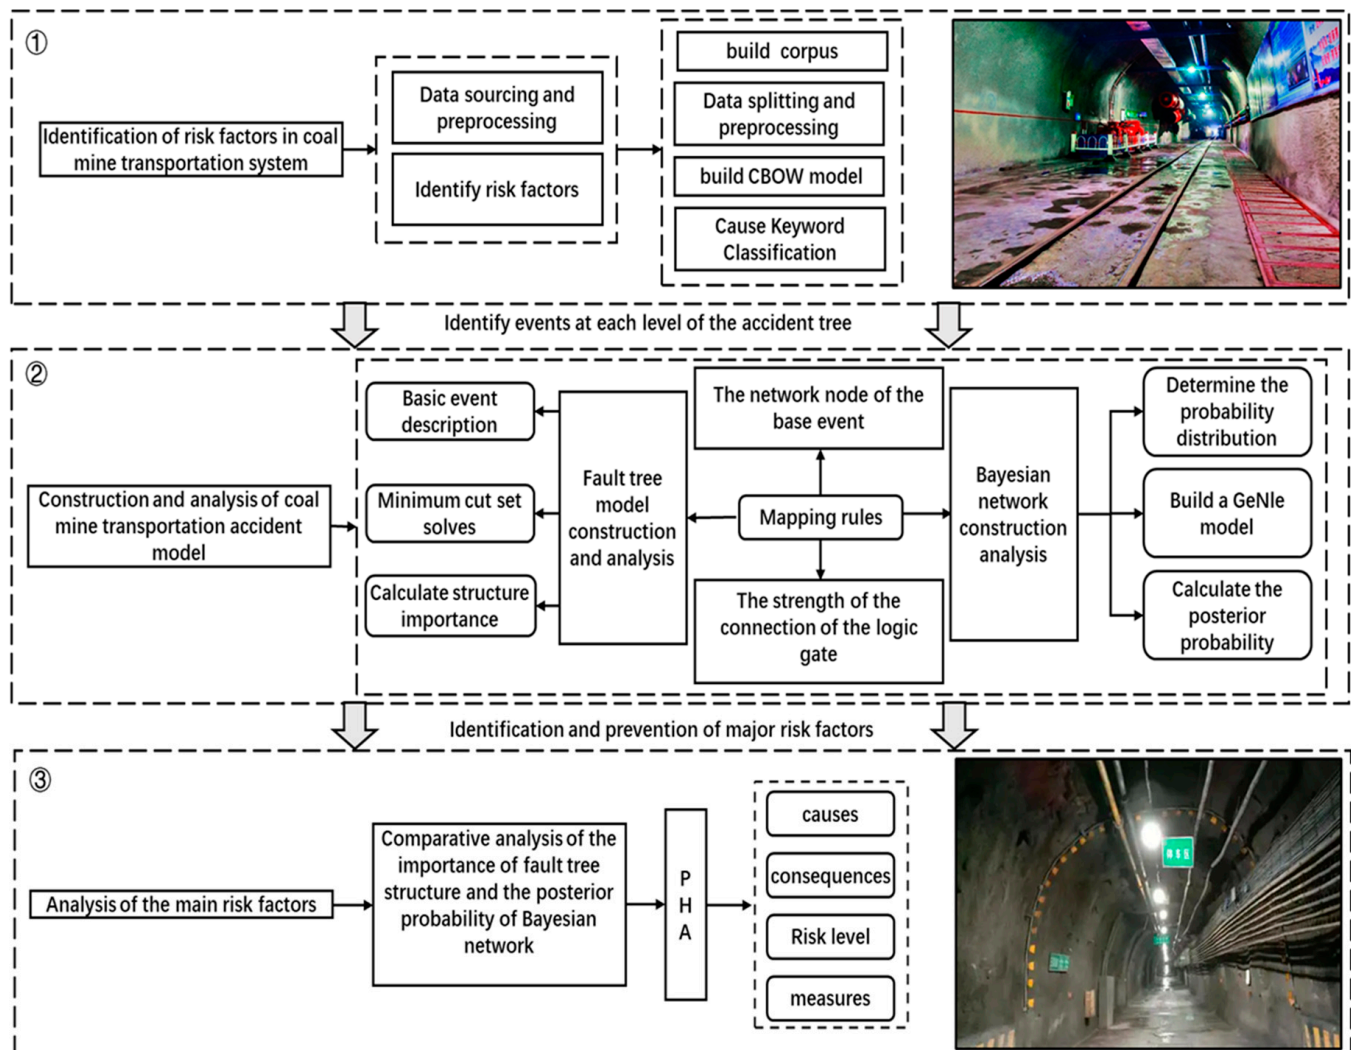 ①
Identification of risk factors in coal
mine transportation system
Data sourcing and
preprocessing
Identify risk factors
build corpus
Data splitting and
preprocessing
build CBOW model
Cause Keyword
Classification
Identify events at each level of the accident tree
②
Construction and analysis of coal
mine transportation accident
model
Basic event
description
Minimum cut set
solves
Calculate structure
importance
Fault tree
model
construction
and analysis
The network node of the
base event
Mapping rules
The strength of the
connection of the logic
gate
Bayesian
network
construction
analysis
Determine the
probability
distribution
Build a GeNIe
model
Calculate the
posterior
probability
Identification and prevention of major risk factors
③
Analysis of the main risk factors
Comparative analysis of the
importance of fault tree
structure and the posterior
probability of Bayesian
network
P
H
A
causes
consequences
Risk level
measures